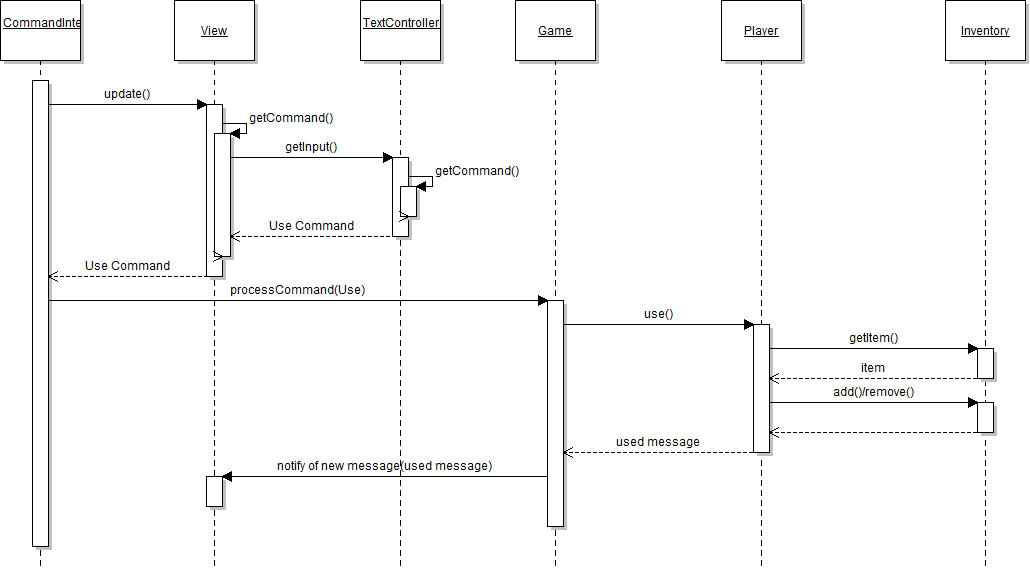 CommandInte
View
TextController
Game
Player
Inventory
update()
getCommand()
getInput()
getCommand()
Use Command
Use Command
processCommand(Use)
use()
getItem()
item
add()/remove()
used message
notify of new message(used message)